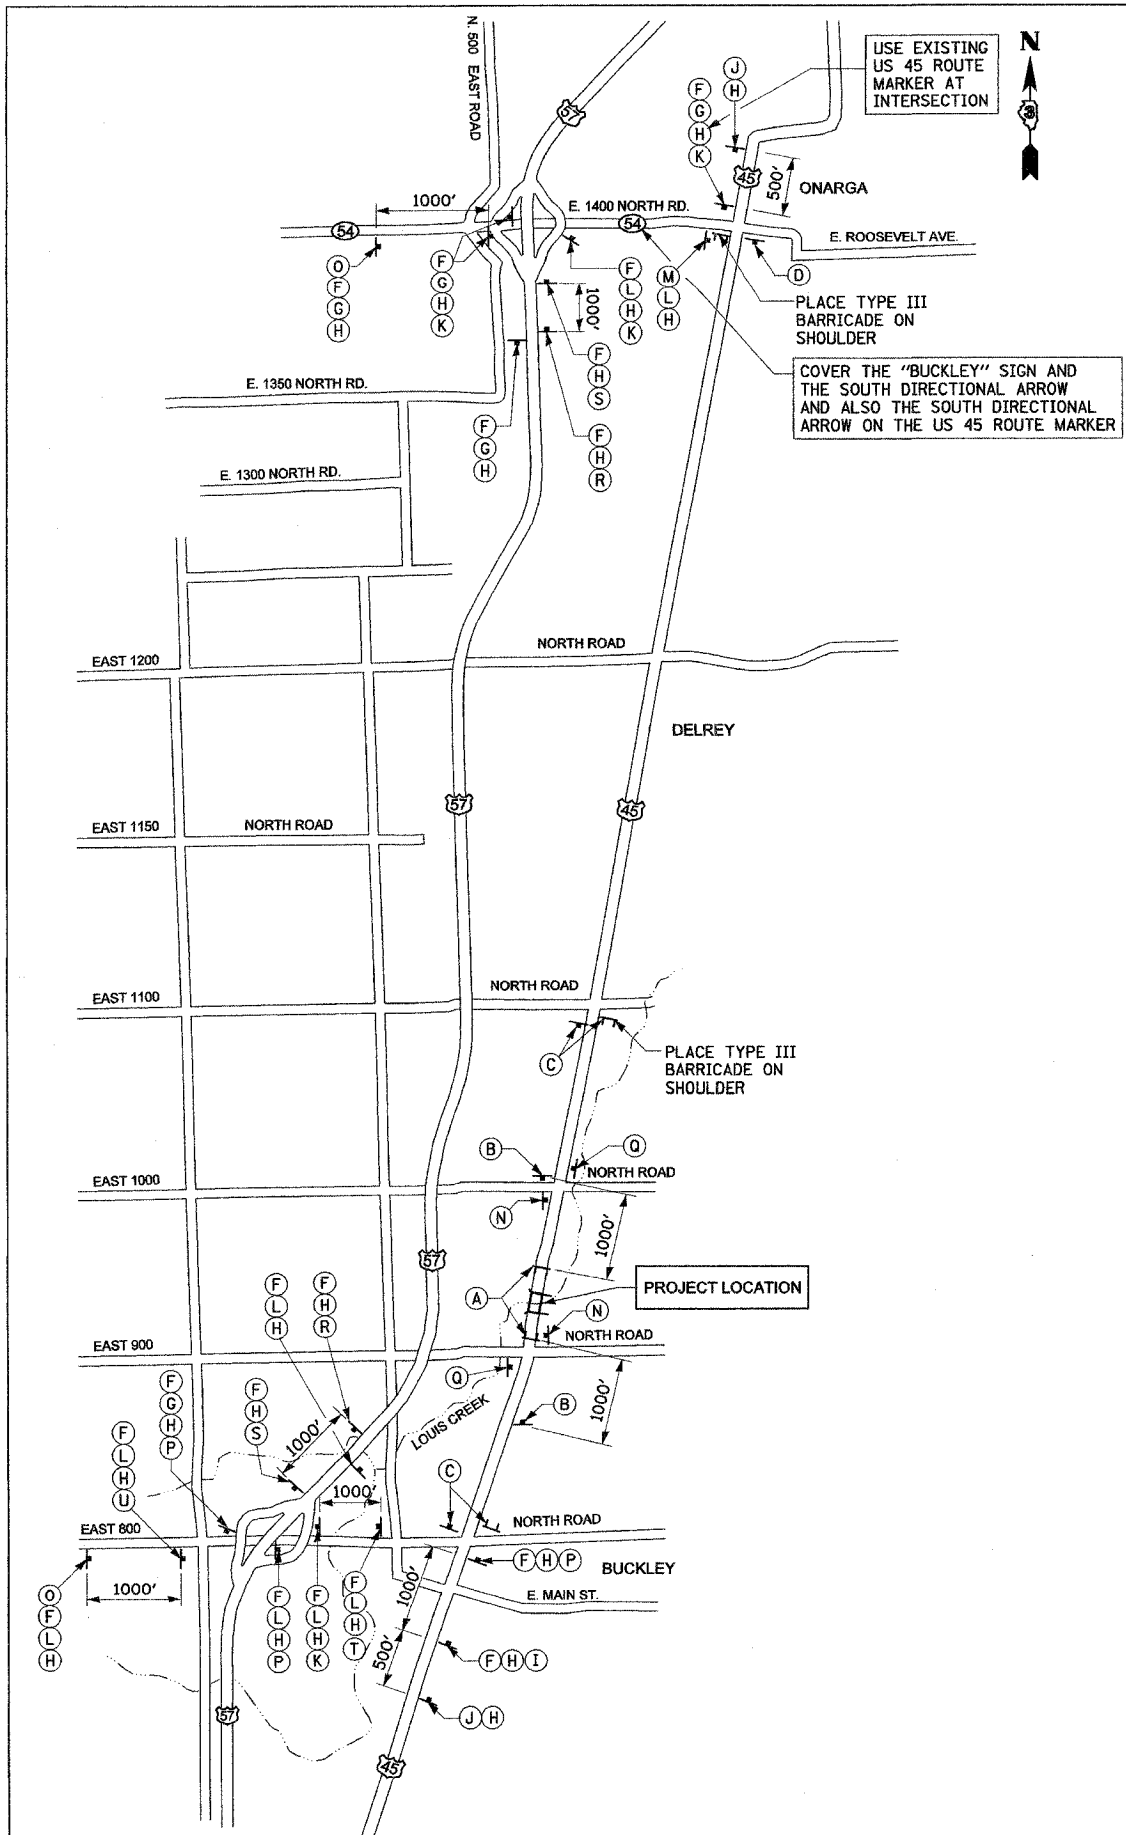 N. 500 EAST ROAD
57
USE EXISTING
US 45 ROUTE
MARKER AT
INTERSECTION
N
3
J
H
F
G
H
K
45
500'
ONARGA
1000'
54
E. 1400 NORTH RD.
54
E. ROOSEVELT AVE.
O
F
G
H
F
G
H
K
F
L
H
K
M
L
H
D
1000'
PLACE TYPE III
BARRICADE ON
SHOULDER
F
H
S
COVER THE "BUCKLEY" SIGN AND
THE SOUTH DIRECTIONAL ARROW
AND ALSO THE SOUTH DIRECTIONAL
ARROW ON THE US 45 ROUTE MARKER
E. 1350 NORTH RD.
F
G
H
F
H
R
E. 1300 NORTH RD.
EAST 1200
NORTH ROAD
DELREY
57
45
EAST 1150
NORTH ROAD
EAST 1100
NORTH ROAD
C
PLACE TYPE III
BARRICADE ON
SHOULDER
B
Q
EAST 1000
NORTH ROAD
N
1000'
57
A
PROJECT LOCATION
N
F
L
H
F
H
R
EAST 900
NORTH ROAD
Q
F
G
H
P
F
H
S
1000'
LOUIS CREEK
B
1000'
F
L
H
U
C
1000'
EAST 800
NORTH ROAD
F H P
BUCKLEY
1000'
O
F
L
H
F
L
H
P
F
L
H
K
F
L
H
T
1000'
E. MAIN ST.
500'
F H I
J H
57
45